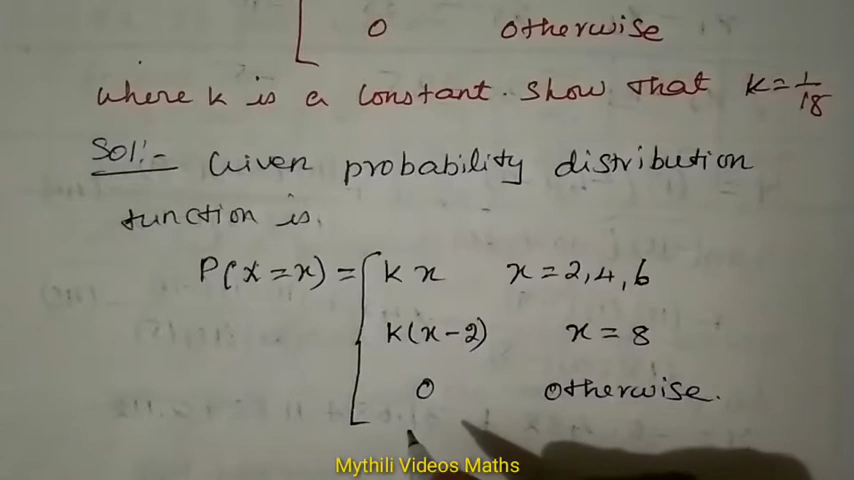 0 otherwise
where k is a constant. Show that k = 1/18
Sol:- Given probability distribution
function is.
P(X=x) = { kx x = 2, 4, 6
k(x-2) x = 8
0 otherwise.
Mythili Videos Maths